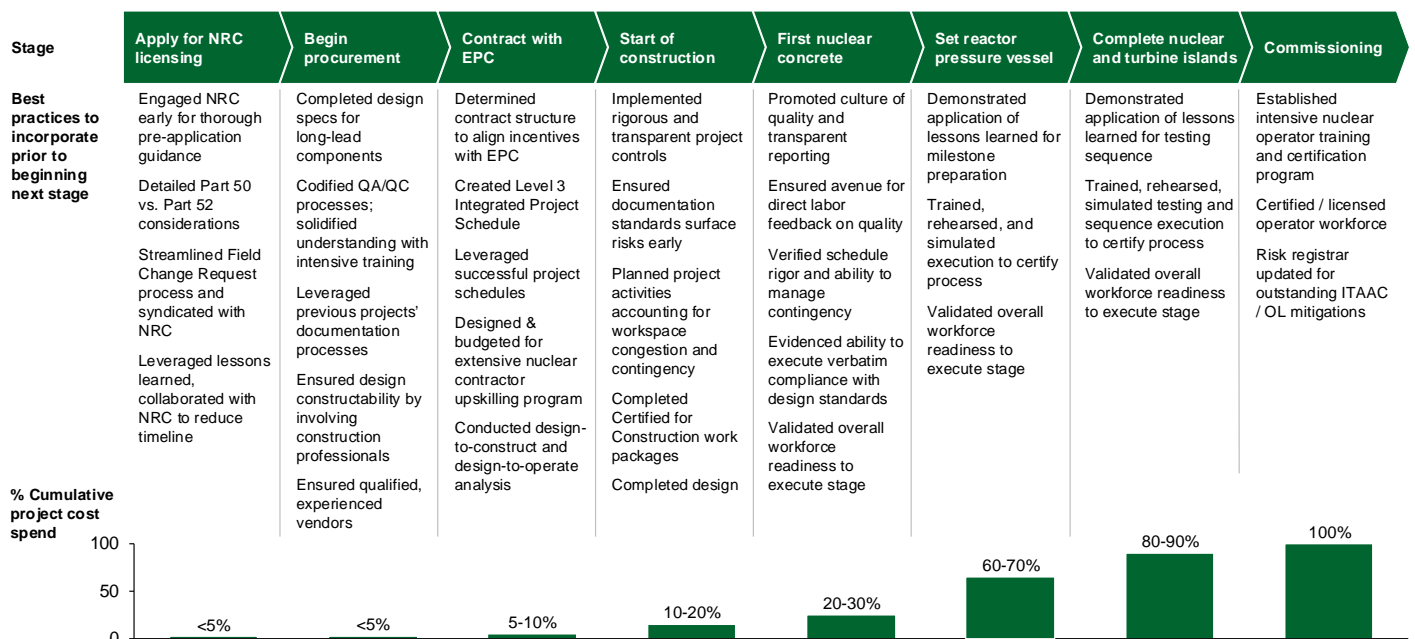 Stage
Apply for NRC
licensing
Begin
procurement
Contract with
EPC
Start of
construction
First nuclear
concrete
Set reactor
pressure vessel
Complete nuclear
and turbine islands
Commissioning
Best
practices to
incorporate
prior to
beginning
next stage
Engaged NRC
early for thorough
pre-application
guidance
Detailed Part 50
vs. Part 52
considerations
Streamlined Field
Change Request
process and
syndicated with
NRC
Leveraged lessons
learned,
collaborated with
NRC to reduce
timeline
Completed design
specs for
long-lead
components
Codified QA/QC
processes;
solidified
understanding with
intensive training
Leveraged
previous projects'
documentation
processes
Ensured design
constructability by
involving
construction
professionals
Ensured qualified,
experienced
vendors
Determined
contract structure
to align incentives
with EPC
Created Level 3
Integrated Project
Schedule
Leveraged
successful project
schedules
Designed &
budgeted for
extensive nuclear
contractor
upskilling program
Conducted design-
to-construct and
design-to-operate
analysis
Implemented
rigorous and
transparent project
controls
Ensured
documentation
standards surface
risks early
Planned project
activities
accounting for
workspace
congestion and
contingency
Completed
Certified for
Construction work
packages
Completed design
Promoted culture of
quality and
transparent
reporting
Ensured avenue for
direct labor
feedback on quality
Verified schedule
rigor and ability to
manage
contingency
Evidenced ability to
execute verbatim
compliance with
design standards
Validated overall
workforce
readiness to
execute stage
Demonstrated
application of
lessons learned for
milestone
preparation
Trained,
rehearsed, and
simulated
execution to certify
process
Validated overall
workforce
readiness to
execute stage
Demonstrated
application of lessons
learned for testing
sequence
Trained, rehearsed,
simulated testing and
sequence execution
to certify process
Validated overall
workforce readiness
to execute stage
Established
intensive nuclear
operator training
and certification
program
Certified / licensed
operator workforce
Risk registrar
updated for
outstanding ITAAC
/ OL mitigations
% Cumulative
project cost
spend
100
50
0
<5%
<5%
5-10%
10-20%
20-30%
60-70%
80-90%
100%